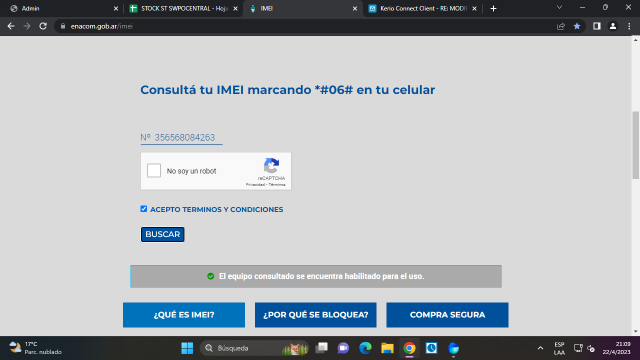 Admin
STOCK ST SWPOCENTRAL - Hoja
IMEI
Kerio Connect Client - RE: MODI
enacom.gob.ar/imei
Consultá tu IMEI marcando *#06# en tu celular
Nº 356568084263
No soy un robot
reCAPTCHA
Privacidad - Términos
ACEPTO TERMINOS Y CONDICIONES
BUSCAR
El equipo consultado se encuentra habilitado para el uso.
¿QUÉ ES IMEI?
¿POR QUÉ SE BLOQUEA?
COMPRA SEGURA
17°C
Parc. nublado
Búsqueda
ESP
LAA
21:09
22/4/2025